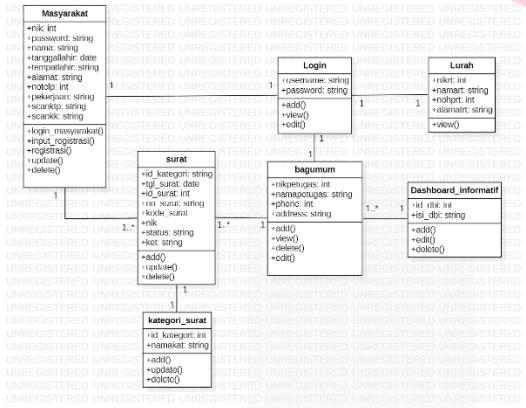 Masyarakat
+nik: int
+password: string
+nama: string
+tanggallahir: date
+tempatlahir: string
+alamat: string
+notelp: int
+pekerjaan: string
+scanktp: string
+scankk: string
+login_masyarakat()
+input_registrasi()
+registrasi()
+update()
+delete()
Login
+username: string
+password: string
+add()
+view()
+edit()
Lurah
+nikrt: int
+namart: string
+nohprt: int
+alamatrt: string
+view()
1
1
1
1
1
1
surat
+id_kategori: string
+tgl_surat: date
+id_surat: int
+no_surat: string
+kode_surat
+nik
+status: string
+ket: string
+add()
+update()
+delete()
bagumum
+nikpetugas: int
+namapotugas: string
+phone: int
+address: string
+add()
+view()
+delete()
+edit()
Dashboard_informatif
+id_dbi: int
+isi_dbi: string
+add()
+edit()
+delete()
1
1..*
1..*
1
1..*
1
1
1
kategori_surat
+id_kategori: int
+namakat: string
+add()
+update()
+delete()